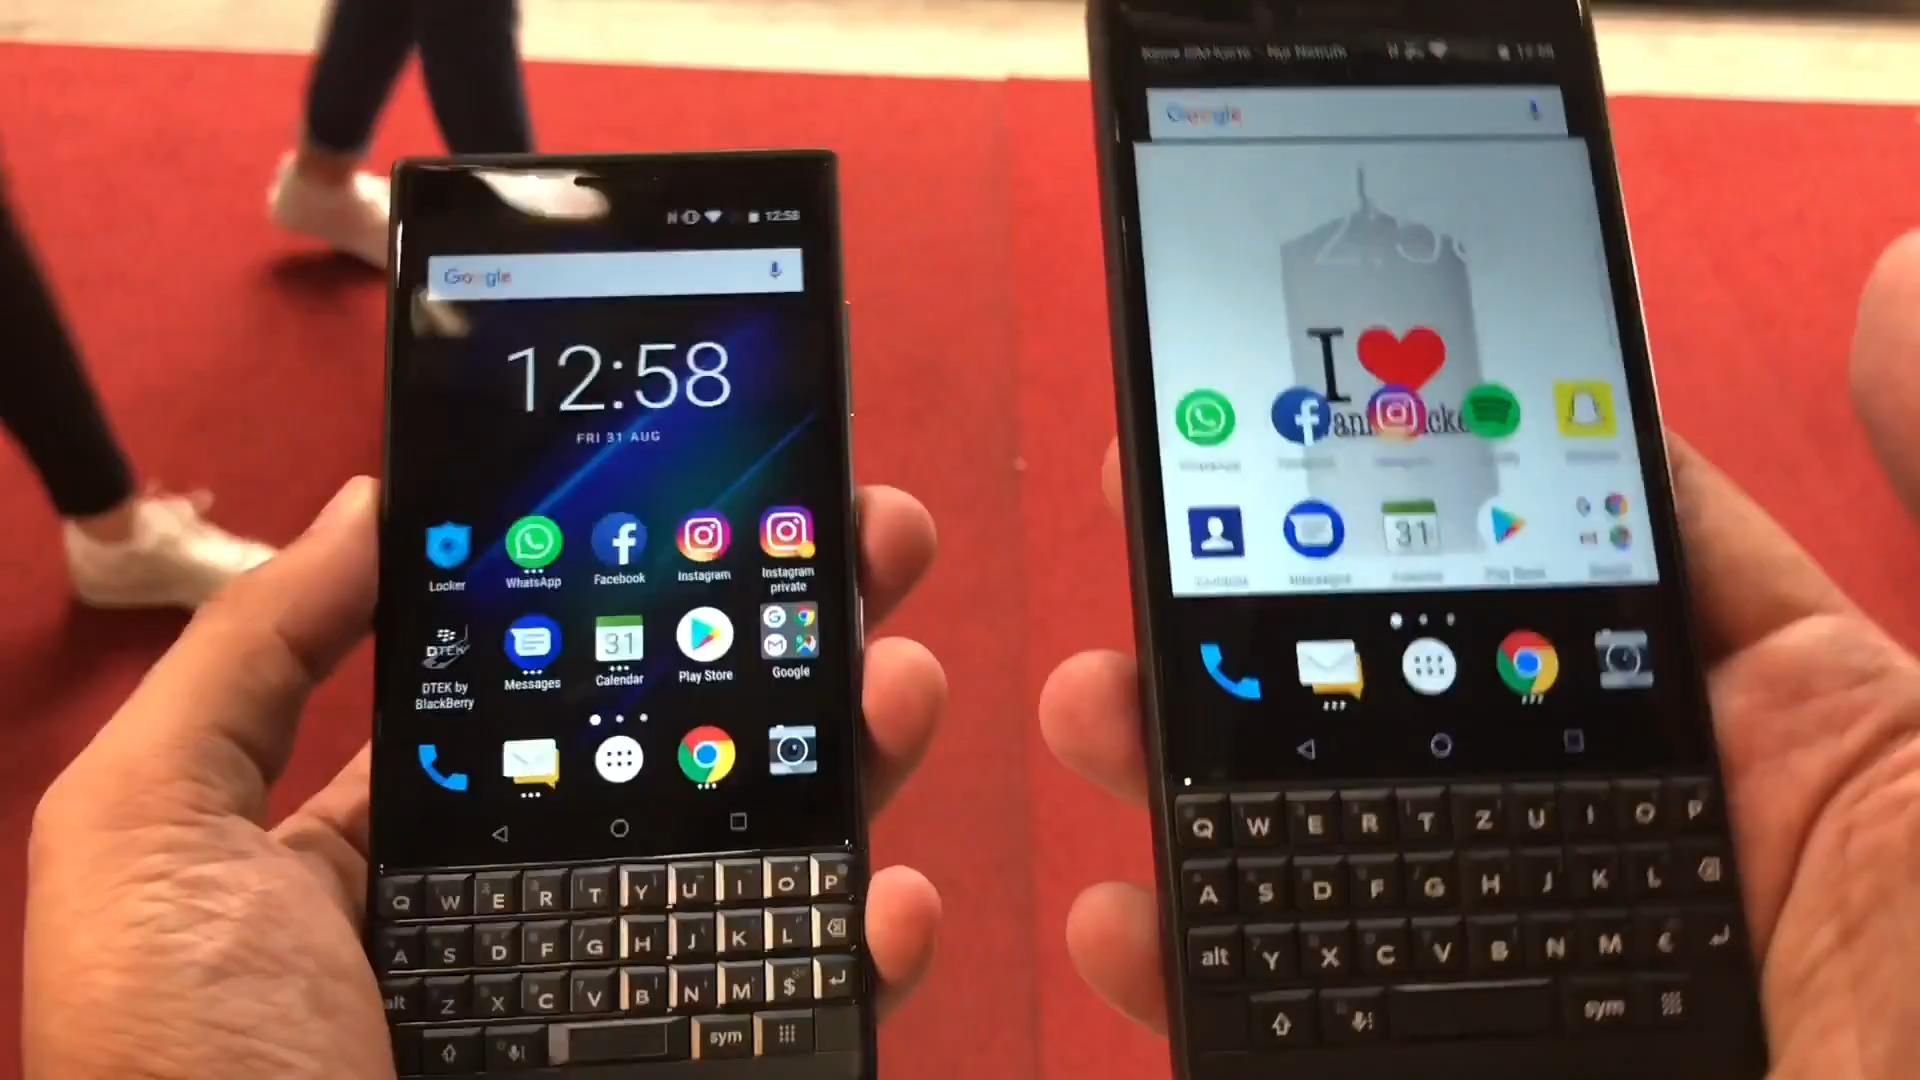 12:58
Google
12:58
FRI 31 AUG
Locker
WhatsApp
Facebook
Instagram
Instagram private
DTEK
31
DTEK by BlackBerry
Messages
Calendar
Play Store
Google
Q W E R T Y U I O P
A S D F G H J K L
alt Z X C V B N M $
sym
Google
I
31
Q W E R T Z U I O P
A S D F G H J K L
alt Y X C V B N M €
sym